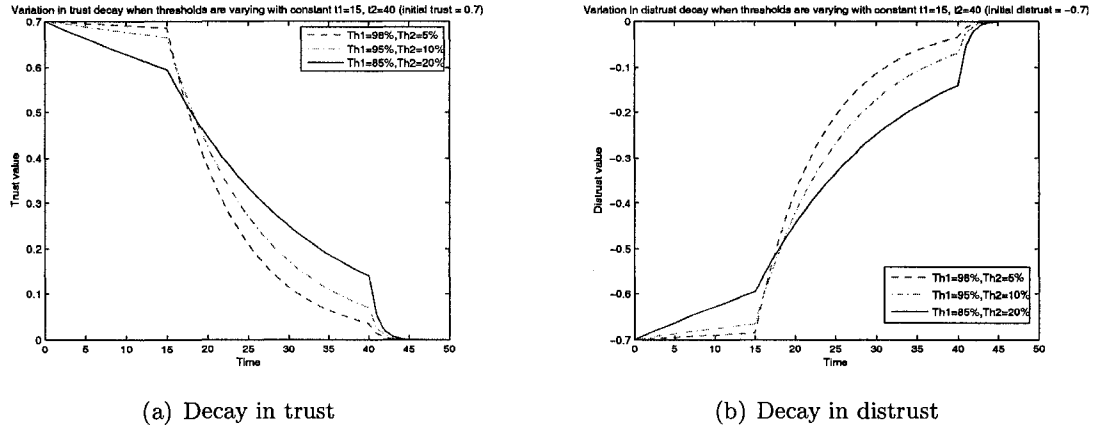 Variation in trust decay when thresholds are varying with constant t1=15, t2=40 (initial trust = 0.7)
0.7
0.6
0.5
0.4
0.3
0.2
0.1
0
Trust value
Th1=98%,Th2=5%
Th1=95%,Th2=10%
Th1=85%,Th2=20%
0 5 10 15 20 25 30 35 40 45 50
Time
(a) Decay in trust
Variation in distrust decay when thresholds are varying with constant t1=15, t2=40 (initial distrust = −0.7)
0
−0.1
−0.2
−0.3
−0.4
−0.5
−0.6
−0.7
Distrust value
Th1=98%,Th2=5%
Th1=95%,Th2=10%
Th1=85%,Th2=20%
0 5 10 15 20 25 30 35 40 45 50
Time
(b) Decay in distrust